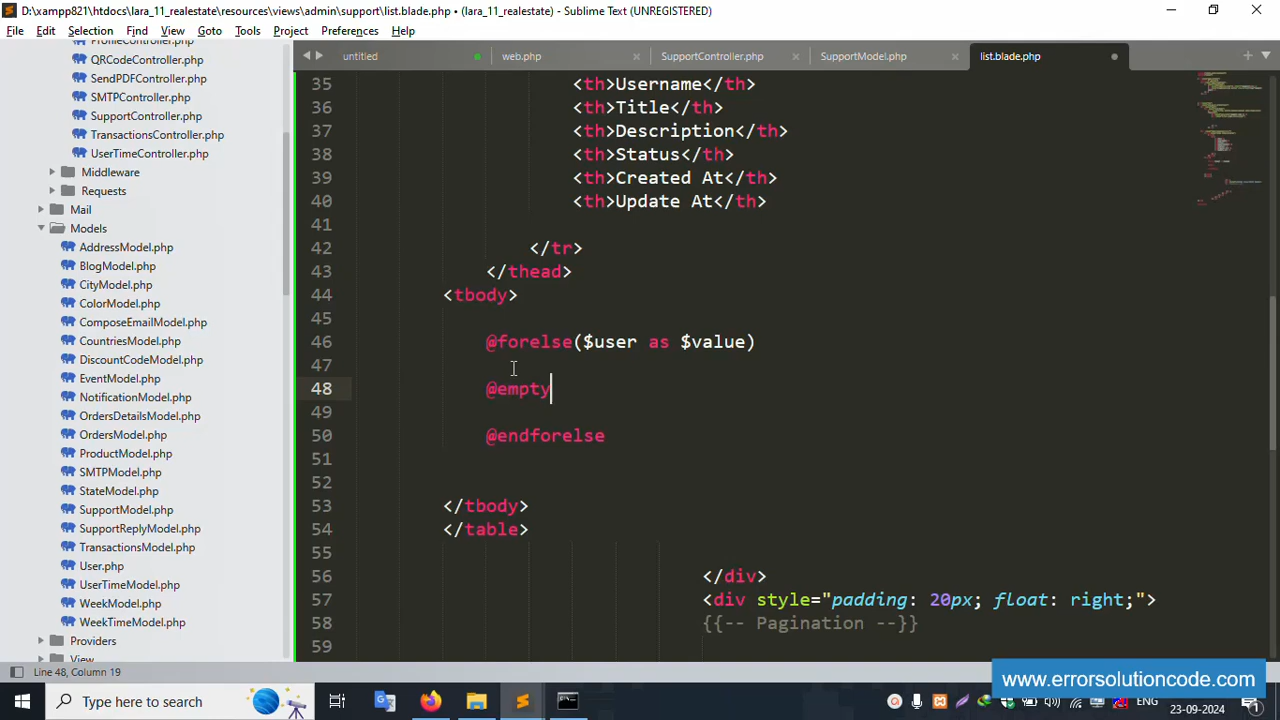 D:\xampp821\htdocs\lara_11_realestate\resources\views\admin\support\list.blade.php • (lara_11_realestate) - Sublime Text (UNREGISTERED)
File Edit Selection Find View Goto Tools Project Preferences Help
ProfileController.php
QRCodeController.php
SendPDFController.php
SMTPController.php
SupportController.php
TransactionsController.php
UserTimeController.php
Middleware
Requests
Mail
Models
AddressModel.php
BlogModel.php
CityModel.php
ColorModel.php
ComposeEmailModel.php
CountriesModel.php
DiscountCodeModel.php
EventModel.php
NotificationModel.php
OrdersDetailsModel.php
OrdersModel.php
ProductModel.php
SMTPModel.php
StateModel.php
SupportModel.php
SupportReplyModel.php
TransactionsModel.php
User.php
UserTimeModel.php
WeekModel.php
WeekTimeModel.php
Providers
View
untitled web.php SupportController.php SupportModel.php list.blade.php
35 <th>Username</th>
36 <th>Title</th>
37 <th>Description</th>
38 <th>Status</th>
39 <th>Created At</th>
40 <th>Update At</th>
41
42 </tr>
43 </thead>
44 <tbody>
45
46 @forelse($user as $value)
47
48 @empty
49
50 @endforelse
51
52
53 </tbody>
54 </table>
55
56 </div>
57 <div style="padding: 20px; float: right;">
58 {{-- Pagination --}}
59
Line 48, Column 19
www.errorsolutioncode.com
Type here to search
ENG
12:41 PM
23-09-2024